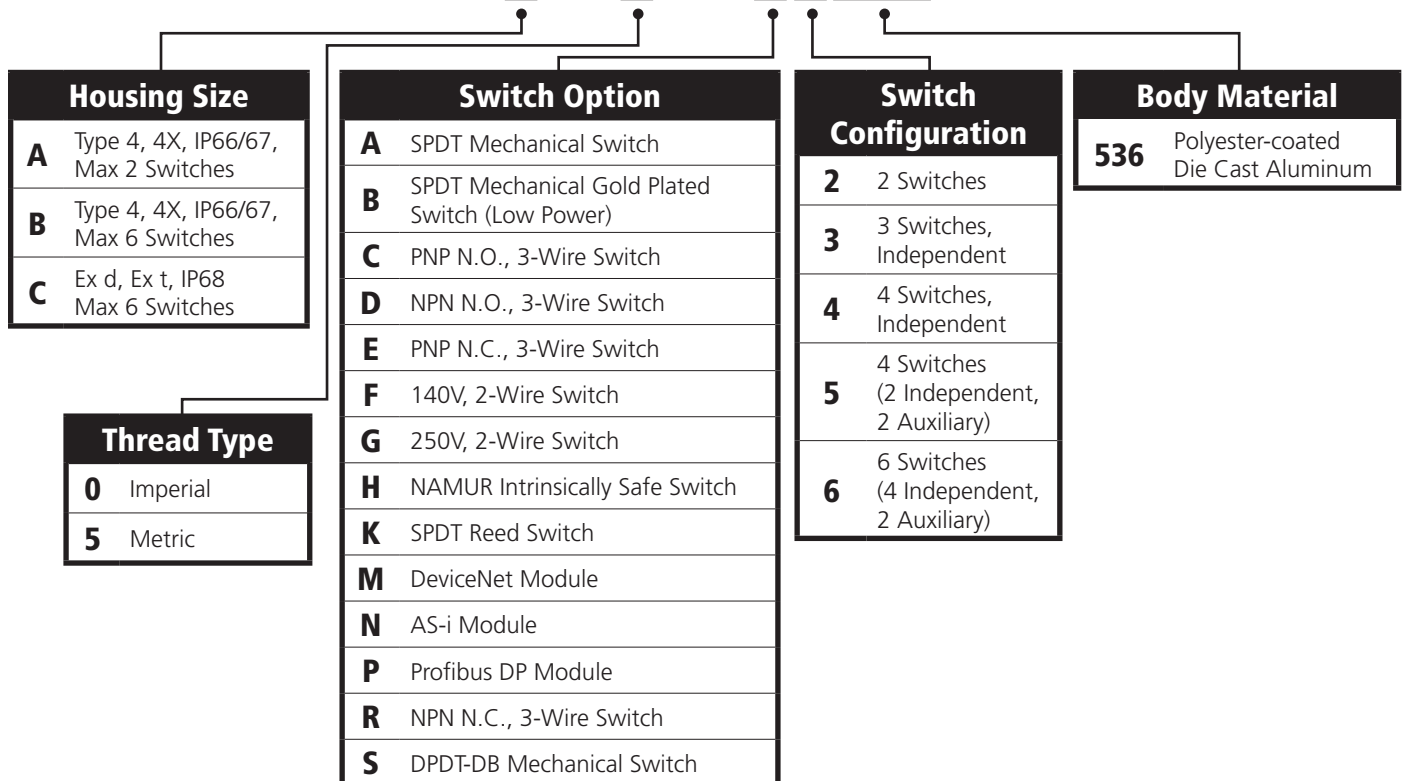 Housing Size
A Type 4, 4X, IP66/67,
Max 2 Switches
B Type 4, 4X, IP66/67,
Max 6 Switches
C Ex d, Ex t, IP68
Max 6 Switches
Thread Type
0 Imperial
5 Metric
Switch Option
A SPDT Mechanical Switch
B SPDT Mechanical Gold Plated
Switch (Low Power)
C PNP N.O., 3-Wire Switch
D NPN N.O., 3-Wire Switch
E PNP N.C., 3-Wire Switch
F 140V, 2-Wire Switch
G 250V, 2-Wire Switch
H NAMUR Intrinsically Safe Switch
K SPDT Reed Switch
M DeviceNet Module
N AS-i Module
P Profibus DP Module
R NPN N.C., 3-Wire Switch
S DPDT-DB Mechanical Switch
Switch
Configuration
2 2 Switches
3 3 Switches,
Independent
4 4 Switches,
Independent
5 4 Switches
(2 Independent,
2 Auxiliary)
6 6 Switches
(4 Independent,
2 Auxiliary)
Body Material
536 Polyester-coated
Die Cast Aluminum